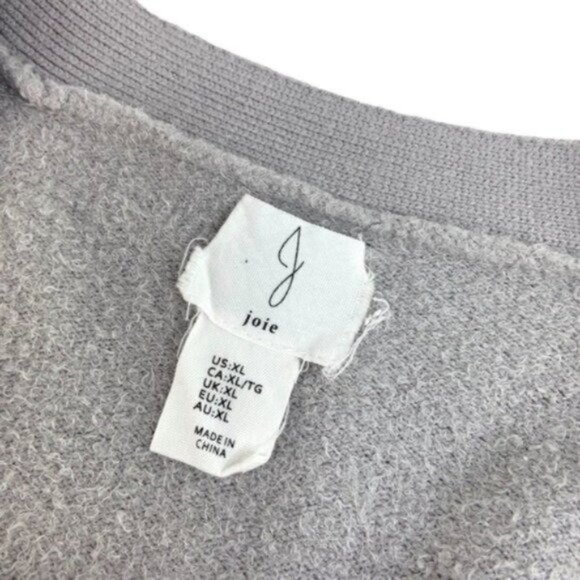 J
joie
US:XL
CA:XL/TG
UK:XL
EU:XL
AU:XL
MADE IN
CHINA